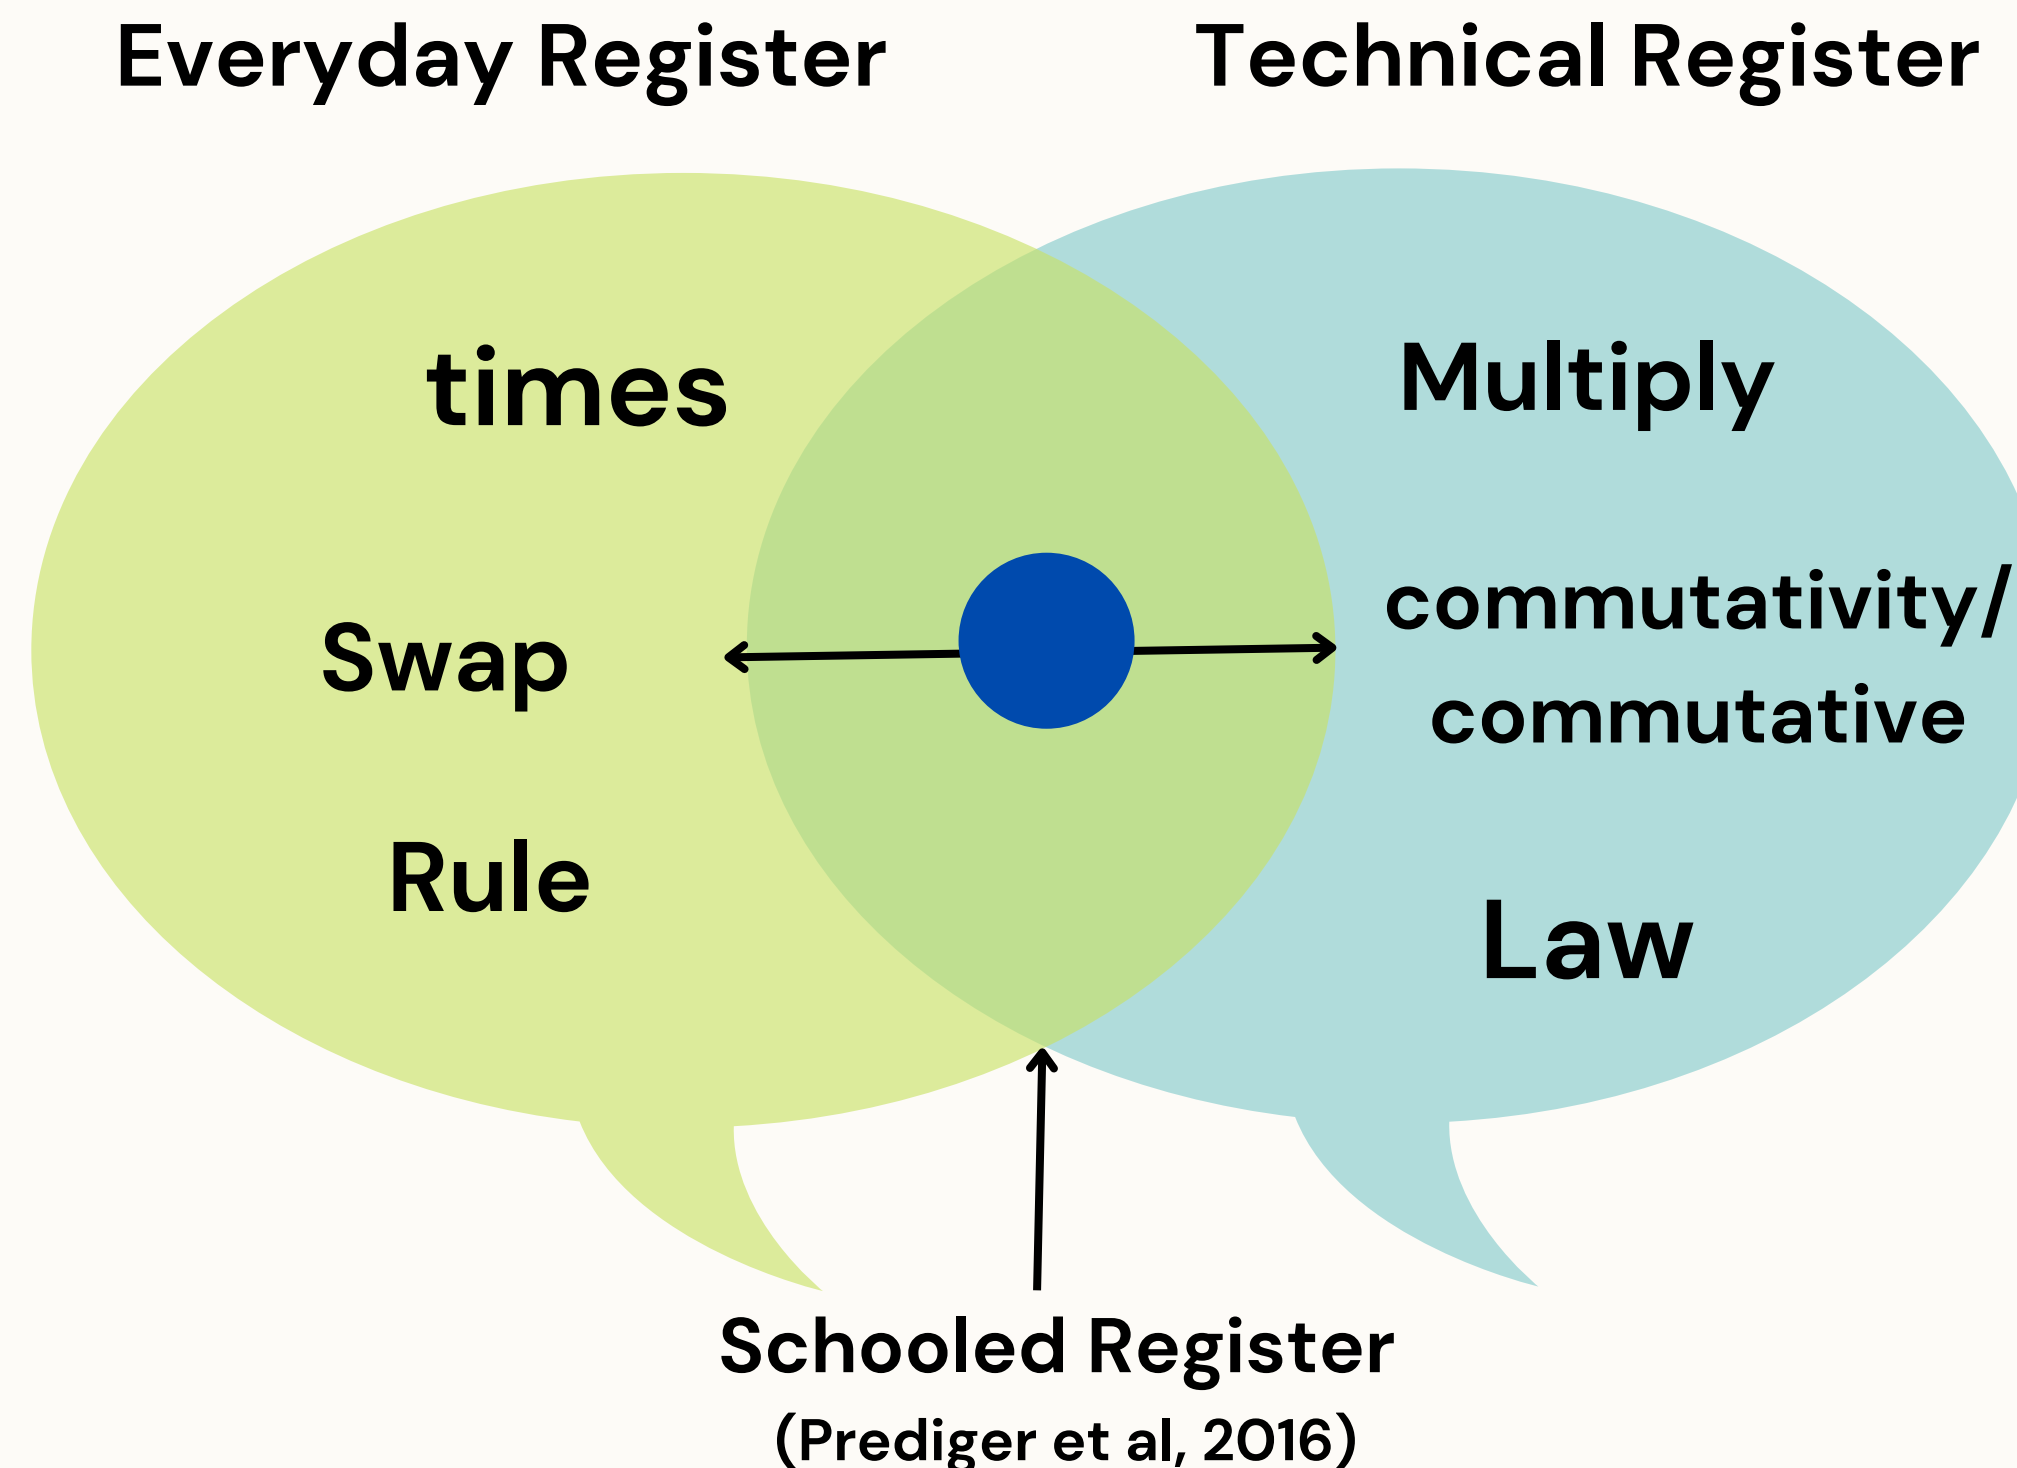 Everyday Register
Technical Register
times
Multiply
Swap
commutativity/
commutative
Rule
Law
Schooled Register
(Prediger et al, 2016)